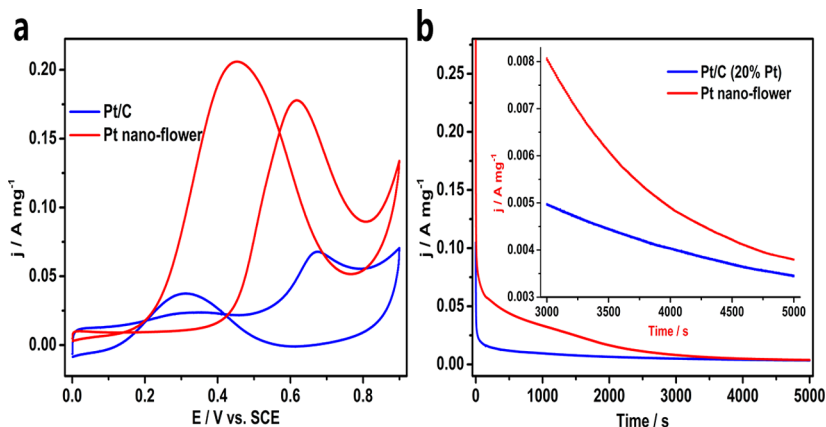 a
0.20
0.15
0.10
0.05
0.00
j / A mg⁻¹
Pt/C
Pt nano-flower
0.0
0.2
0.4
0.6
0.8
E / V vs. SCE
b
0.25
0.20
0.15
0.10
0.05
0.00
j / A mg⁻¹
Pt/C (20% Pt)
Pt nano-flower
0.008
0.007
0.006
0.005
0.004
0.003
j / A mg⁻¹
3000
3500
4000
4500
5000
Time / s
0
1000
2000
3000
4000
5000
Time / s